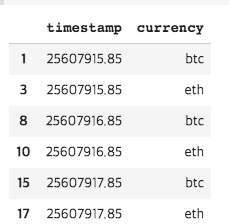 timestamp currency
1 25607915.85 btc
3 25607915.85 eth
8 25607916.85 btc
10 25607916.85 eth
15 25607917.85 btc
17 25607917.85 eth